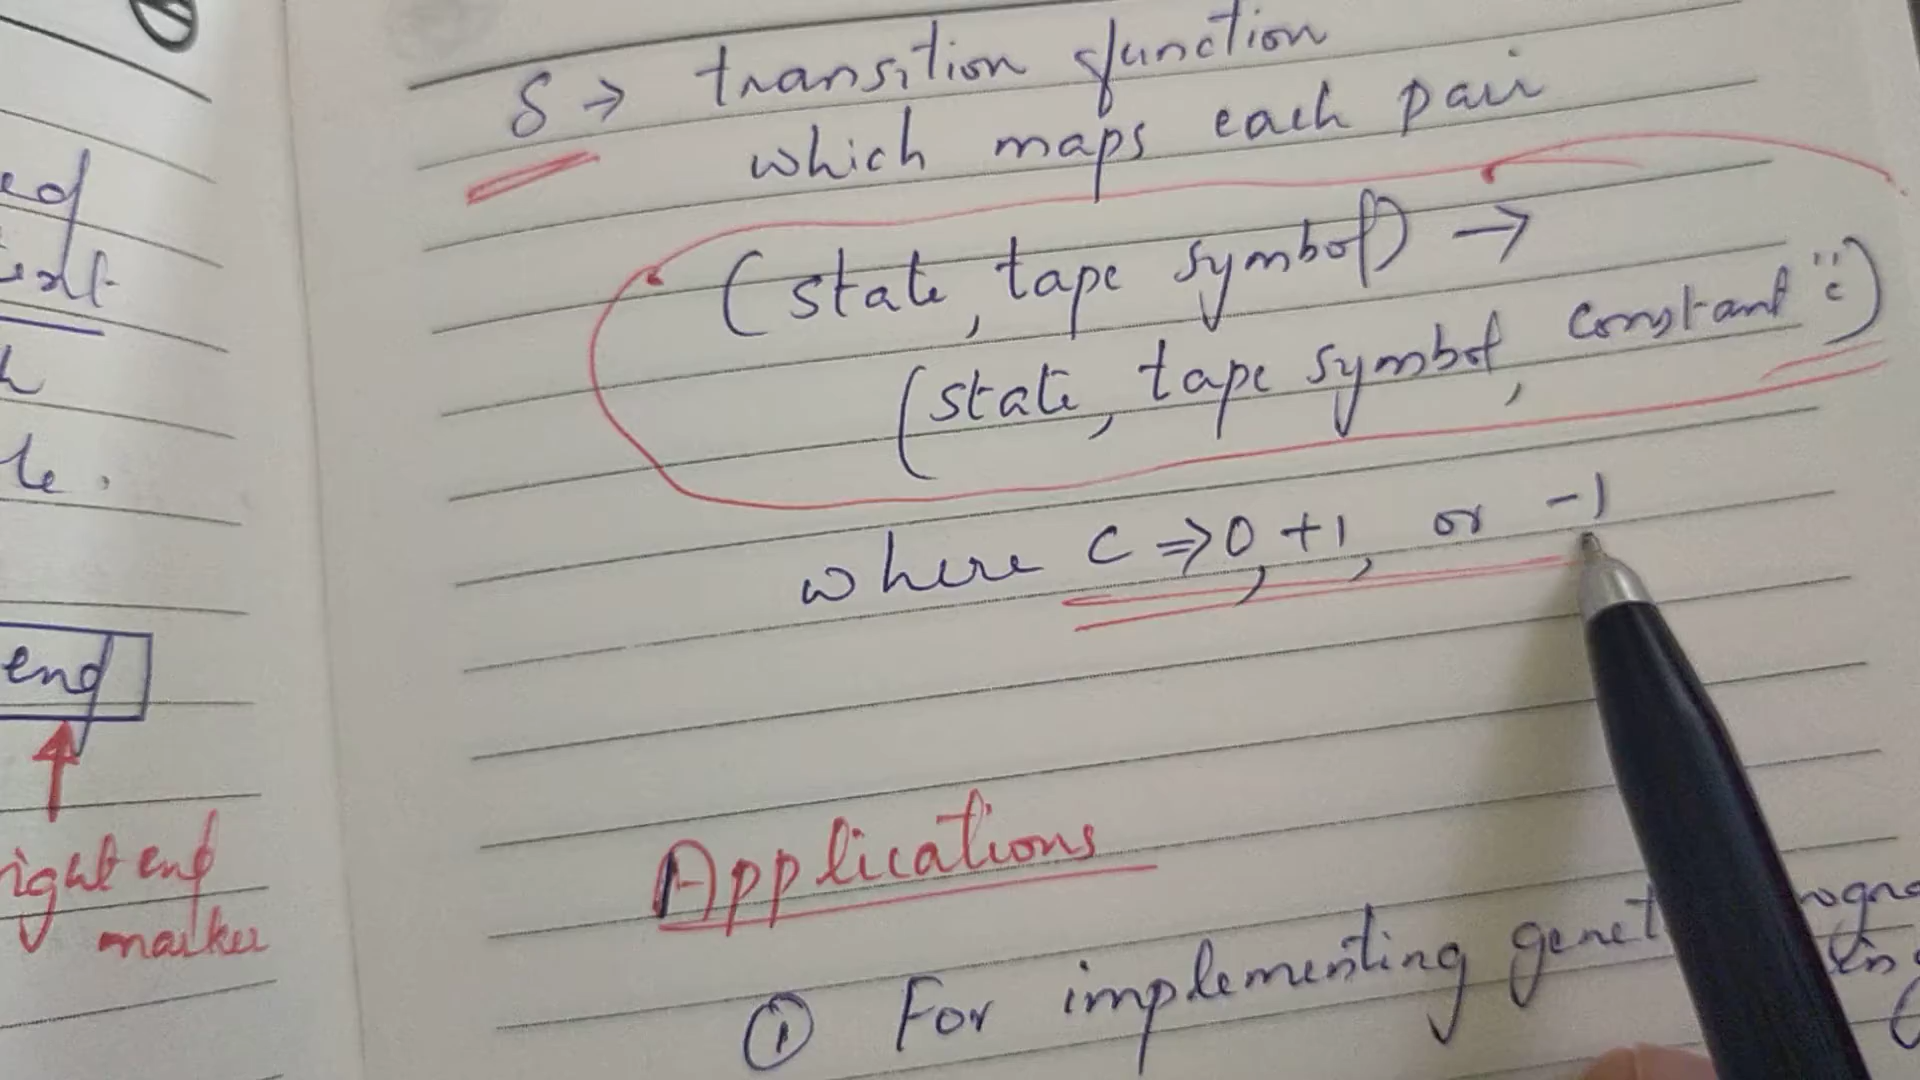 δ → transition function
which maps each pair
(state, tape symbol) →
(state, tape symbol, constant "c")
where c ⇒ 0, +1, or -1
Applications
① For implementing genet
end
right end
marker